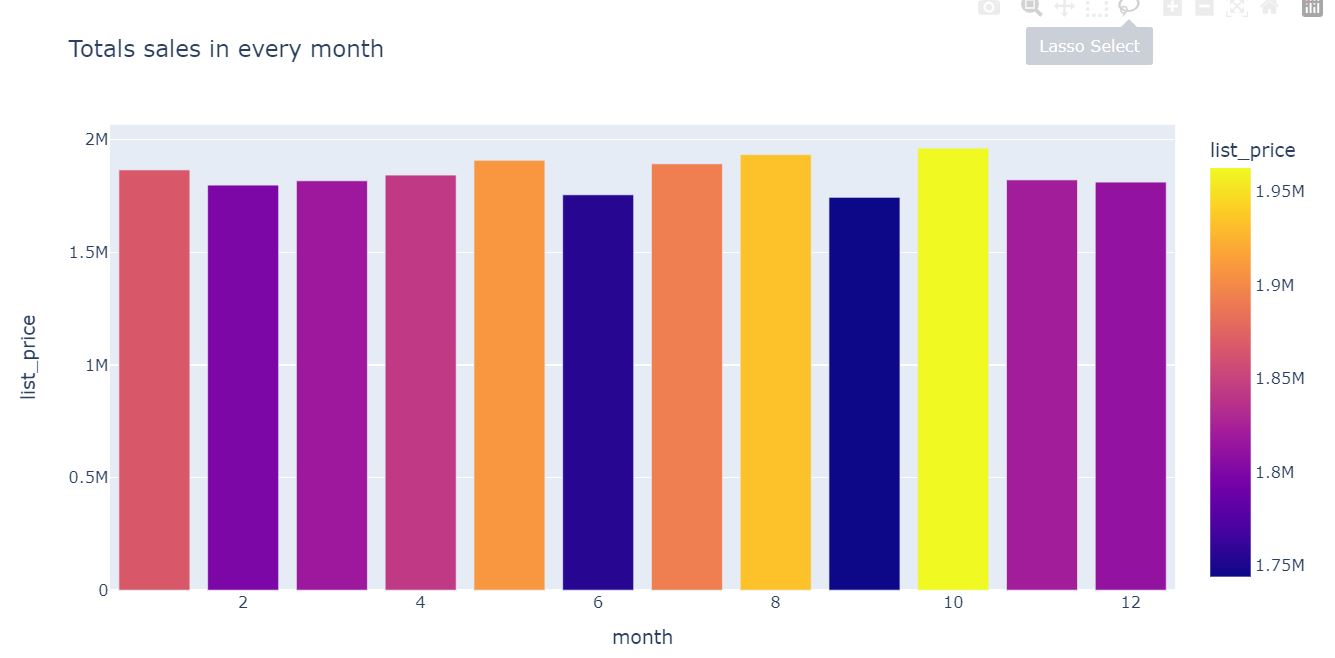 Totals sales in every month
Lasso Select
list_price
2M
1.5M
1M
0.5M
0
list_price
1.95M
1.9M
1.85M
1.8M
1.75M
2
4
6
8
10
12
month